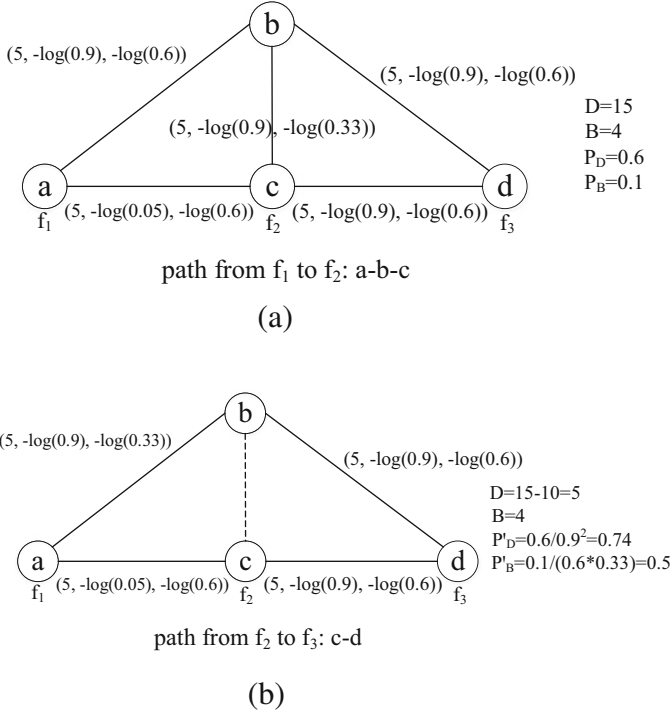 b
(5, -log(0.9), -log(0.6))
(5, -log(0.9), -log(0.6))
D=15
B=4
P_D=0.6
P_B=0.1
(5, -log(0.9), -log(0.33))
a
c
d
f₁
(5, -log(0.05), -log(0.6))
f₂
(5, -log(0.9), -log(0.6))
f₃
path from f₁ to f₂: a-b-c
(a)
b
(5, -log(0.9), -log(0.33))
(5, -log(0.9), -log(0.6))
D=15-10=5
B=4
P'_D=0.6/0.9²=0.74
P'_B=0.1/(0.6*0.33)=0.5
a
c
d
f₁
(5, -log(0.05), -log(0.6))
f₂
(5, -log(0.9), -log(0.6))
f₃
path from f₂ to f₃: c-d
(b)